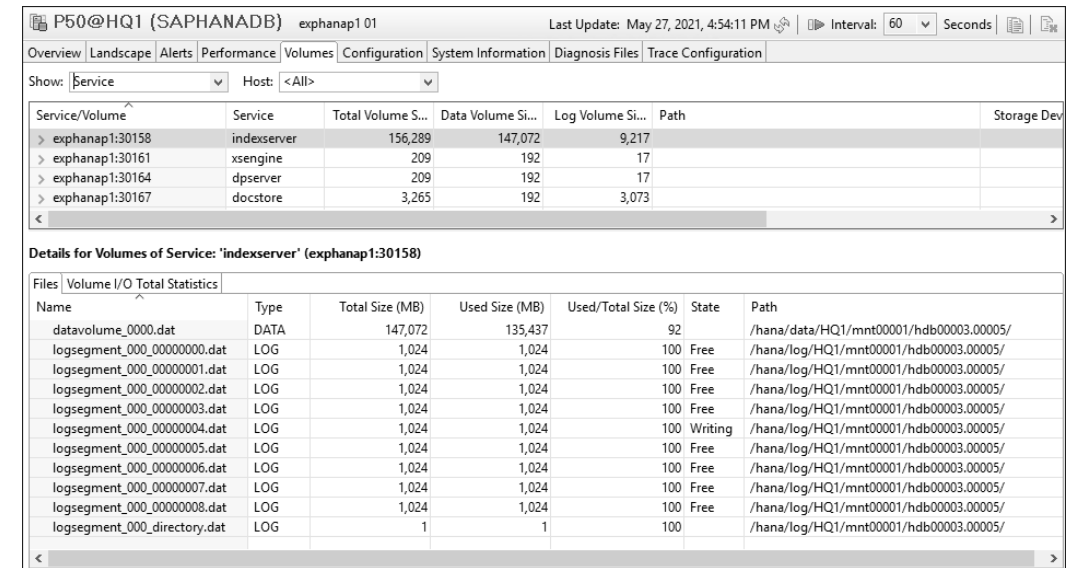 P50@HQ1 (SAPHANADB) exphanap1 01 Last Update: May 27, 2021, 4:54:11 PM Interval: 60 Seconds
Overview Landscape Alerts Performance Volumes Configuration System Information Diagnosis Files Trace Configuration
Show: Service Host: <All>
Service/Volume Service Total Volume S... Data Volume Si... Log Volume Si... Path Storage Dev
exphanap1:30158 indexserver 156,289 147,072 9,217
exphanap1:30161 xsengine 209 192 17
exphanap1:30164 dpserver 209 192 17
exphanap1:30167 docstore 3,265 192 3,073
Details for Volumes of Service: 'indexserver' (exphanap1:30158)
Files Volume I/O Total Statistics
Name Type Total Size (MB) Used Size (MB) Used/Total Size (%) State Path
datavolume_0000.dat DATA 147,072 135,437 92 /hana/data/HQ1/mnt00001/hdb00003.00005/
logsegment_000_00000000.dat LOG 1,024 1,024 100 Free /hana/log/HQ1/mnt00001/hdb00003.00005/
logsegment_000_00000001.dat LOG 1,024 1,024 100 Free /hana/log/HQ1/mnt00001/hdb00003.00005/
logsegment_000_00000002.dat LOG 1,024 1,024 100 Free /hana/log/HQ1/mnt00001/hdb00003.00005/
logsegment_000_00000003.dat LOG 1,024 1,024 100 Free /hana/log/HQ1/mnt00001/hdb00003.00005/
logsegment_000_00000004.dat LOG 1,024 1,024 100 Writing /hana/log/HQ1/mnt00001/hdb00003.00005/
logsegment_000_00000005.dat LOG 1,024 1,024 100 Free /hana/log/HQ1/mnt00001/hdb00003.00005/
logsegment_000_00000006.dat LOG 1,024 1,024 100 Free /hana/log/HQ1/mnt00001/hdb00003.00005/
logsegment_000_00000007.dat LOG 1,024 1,024 100 Free /hana/log/HQ1/mnt00001/hdb00003.00005/
logsegment_000_00000008.dat LOG 1,024 1,024 100 Free /hana/log/HQ1/mnt00001/hdb00003.00005/
logsegment_000_directory.dat LOG 1 1 100 /hana/log/HQ1/mnt00001/hdb00003.00005/